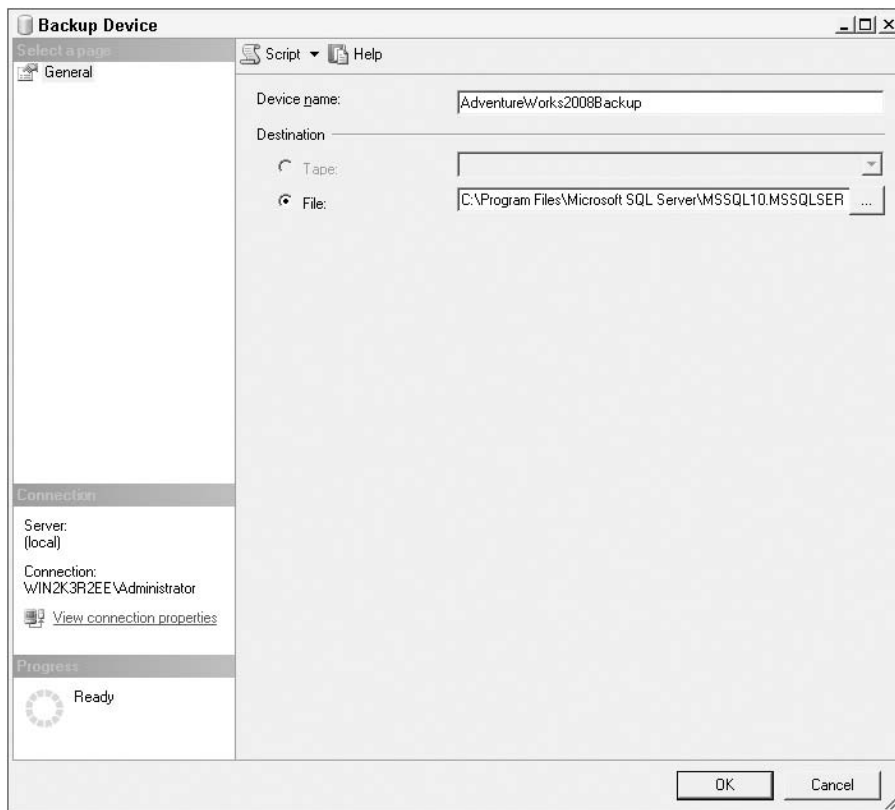 Backup Device
Select a page
General
Script Help
Device name: AdventureWorks2008Backup
Destination
Tape:
File: C:\Program Files\Microsoft SQL Server\MSSQL10.MSSQLSER ...
Connection
Server:
(local)
Connection:
WIN2K3R2EE\Administrator
View connection properties
Progress
Ready
OK Cancel